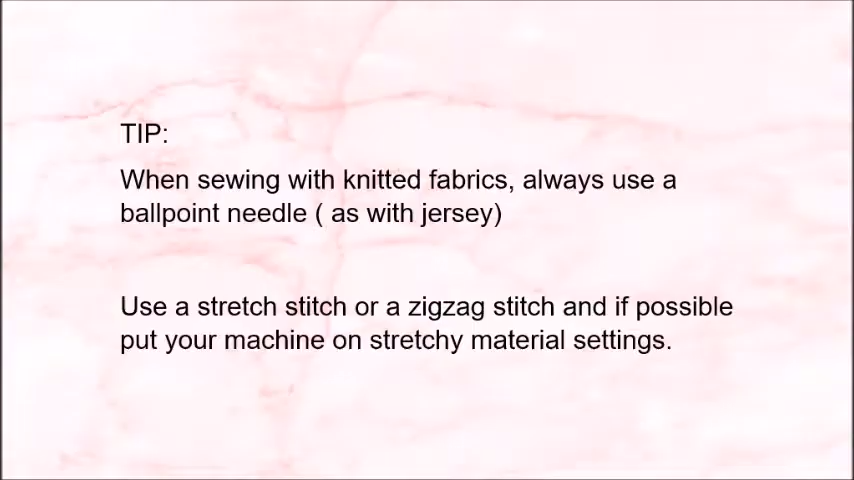 TIP:
When sewing with knitted fabrics, always use a
ballpoint needle ( as with jersey)
Use a stretch stitch or a zigzag stitch and if possible
put your machine on stretchy material settings.